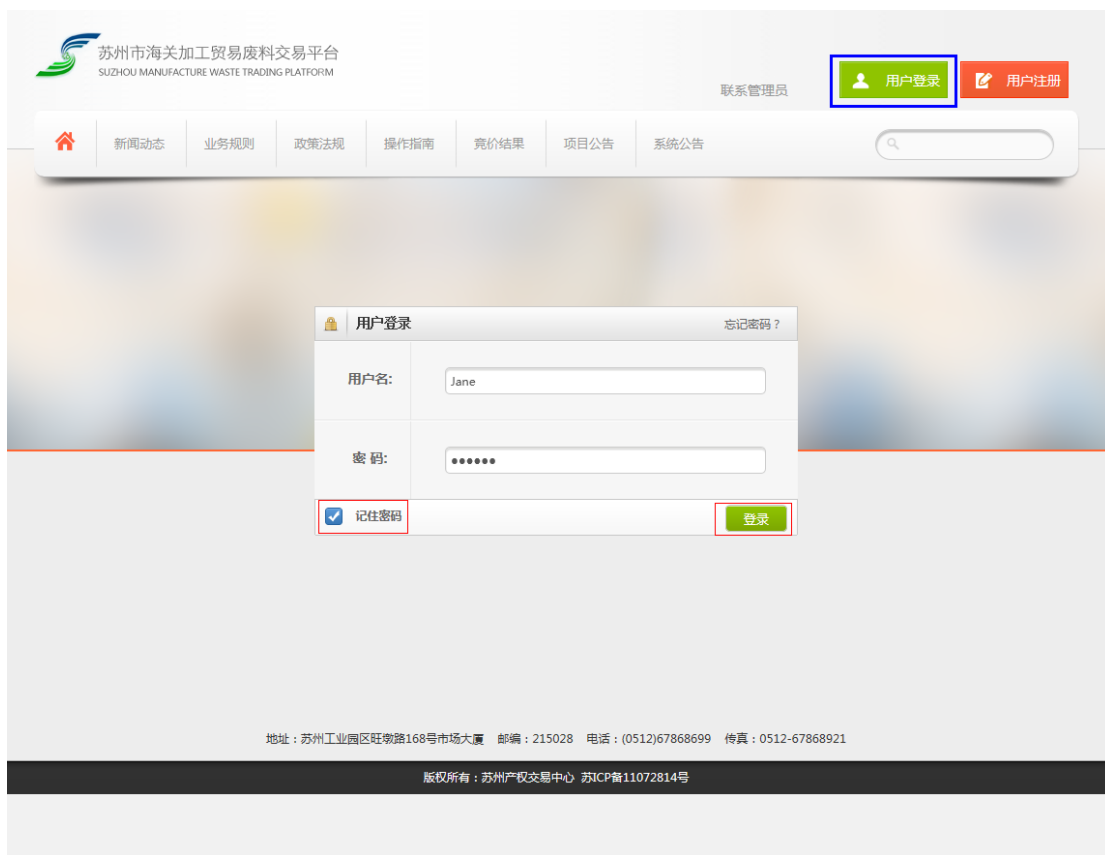 苏州市海关加工贸易废料交易平台
SUZHOU MANUFACTURE WASTE TRADING PLATFORM
联系管理员
用户登录
用户注册
新闻动态 业务规则 政策法规 操作指南 竞价结果 项目公告 系统公告
用户登录
忘记密码？
用户名:
Jane
密 码:
记住密码
登录
地址：苏州工业园区旺墩路168号市场大厦 邮编：215028 电话：(0512)67868699 传真：0512-67868921
版权所有：苏州产权交易中心 苏ICP备11072814号